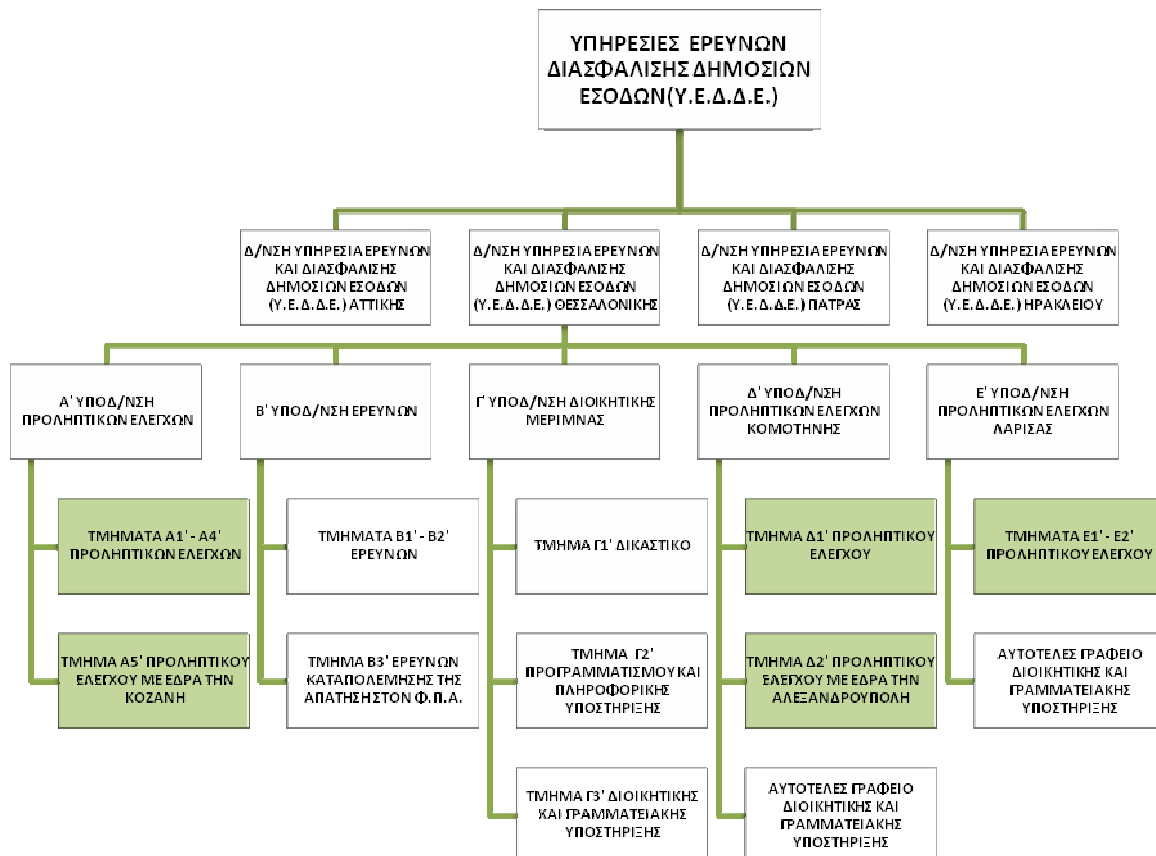 ΥΠΗΡΕΣΙΕΣ ΕΡΕΥΝΩΝ
ΔΙΑΣΦΑΛΙΣΗΣ ΔΗΜΟΣΙΩΝ
ΕΣΟΔΩΝ(Υ.Ε.Δ.Δ.Ε.)
Δ/ΝΣΗ ΥΠΗΡΕΣΙΑ ΕΡΕΥΝΩΝ
ΚΑΙ ΔΙΑΣΦΑΛΙΣΗΣ
ΔΗΜΟΣΙΩΝ ΕΣΟΔΩΝ
(Υ.Ε.Δ.Δ.Ε.) ΑΤΤΙΚΗΣ
Δ/ΝΣΗ ΥΠΗΡΕΣΙΑ ΕΡΕΥΝΩΝ
ΚΑΙ ΔΙΑΣΦΑΛΙΣΗΣ
ΔΗΜΟΣΙΩΝ ΕΣΟΔΩΝ
(Υ.Ε.Δ.Δ.Ε.) ΘΕΣΣΑΛΟΝΙΚΗΣ
Δ/ΝΣΗ ΥΠΗΡΕΣΙΑ ΕΡΕΥΝΩΝ
ΚΑΙ ΔΙΑΣΦΑΛΙΣΗΣ
ΔΗΜΟΣΙΩΝ ΕΣΟΔΩΝ
(Υ.Ε.Δ.Δ.Ε.) ΠΑΤΡΑΣ
Δ/ΝΣΗ ΥΠΗΡΕΣΙΑ ΕΡΕΥΝΩΝ
ΚΑΙ ΔΙΑΣΦΑΛΙΣΗΣ
ΔΗΜΟΣΙΩΝ ΕΣΟΔΩΝ
(Υ.Ε.Δ.Δ.Ε.) ΗΡΑΚΛΕΙΟΥ
Α' ΥΠΟΔ/ΝΣΗ
ΠΡΟΛΗΠΤΙΚΩΝ ΕΛΕΓΧΩΝ
Β' ΥΠΟΔ/ΝΣΗ ΕΡΕΥΝΩΝ
Γ' ΥΠΟΔ/ΝΣΗ ΔΙΟΙΚΗΤΙΚΗΣ
ΜΕΡΙΜΝΑΣ
Δ' ΥΠΟΔ/ΝΣΗ
ΠΡΟΛΗΠΤΙΚΩΝ ΕΛΕΓΧΩΝ
ΚΟΜΟΤΗΝΗΣ
Ε' ΥΠΟΔ/ΝΣΗ
ΠΡΟΛΗΠΤΙΚΩΝ ΕΛΕΓΧΩΝ
ΛΑΡΙΣΑΣ
ΤΜΗΜΑΤΑ Α1' - Α4'
ΠΡΟΛΗΠΤΙΚΩΝ ΕΛΕΓΧΩΝ
ΤΜΗΜΑΤΑ Β1' - Β2'
ΕΡΕΥΝΩΝ
ΤΜΗΜΑ Γ1' ΔΙΚΑΣΤΙΚΟ
ΤΜΗΜΑ Δ1' ΠΡΟΛΗΠΤΙΚΟΥ
ΕΛΕΓΧΟΥ
ΤΜΗΜΑΤΑ Ε1' - Ε2'
ΠΡΟΛΗΠΤΙΚΟΥ ΕΛΕΓΧΟΥ
ΤΜΗΜΑ Α5' ΠΡΟΛΗΠΤΙΚΟΥ
ΕΛΕΓΧΟΥ ΜΕ ΕΔΡΑ ΤΗΝ
ΚΟΖΑΝΗ
ΤΜΗΜΑ Β3' ΕΡΕΥΝΩΝ
ΚΑΤΑΠΟΛΕΜΗΣΗΣ ΤΗΣ
ΑΠΑΤΗΣ ΣΤΟΝ Φ.Π.Α.
ΤΜΗΜΑ Γ2'
ΠΡΟΓΡΑΜΜΑΤΙΣΜΟΥ ΚΑΙ
ΠΛΗΡΟΦΟΡΙΚΗΣ
ΥΠΟΣΤΗΡΙΞΗΣ
ΤΜΗΜΑ Δ2' ΠΡΟΛΗΠΤΙΚΟΥ
ΕΛΕΓΧΟΥ ΜΕ ΕΔΡΑ ΤΗΝ
ΑΛΕΞΑΝΔΡΟΥΠΟΛΗ
ΑΥΤΟΤΕΛΕΣ ΓΡΑΦΕΙΟ
ΔΙΟΙΚΗΤΙΚΗΣ ΚΑΙ
ΓΡΑΜΜΑΤΕΙΑΚΗΣ
ΥΠΟΣΤΗΡΙΞΗΣ
ΤΜΗΜΑ Γ3' ΔΙΟΙΚΗΤΙΚΗΣ
ΚΑΙ ΓΡΑΜΜΑΤΕΙΑΚΗΣ
ΥΠΟΣΤΗΡΙΞΗΣ
ΑΥΤΟΤΕΛΕΣ ΓΡΑΦΕΙΟ
ΔΙΟΙΚΗΤΙΚΗΣ ΚΑΙ
ΓΡΑΜΜΑΤΕΙΑΚΗΣ
ΥΠΟΣΤΗΡΙΞΗΣ